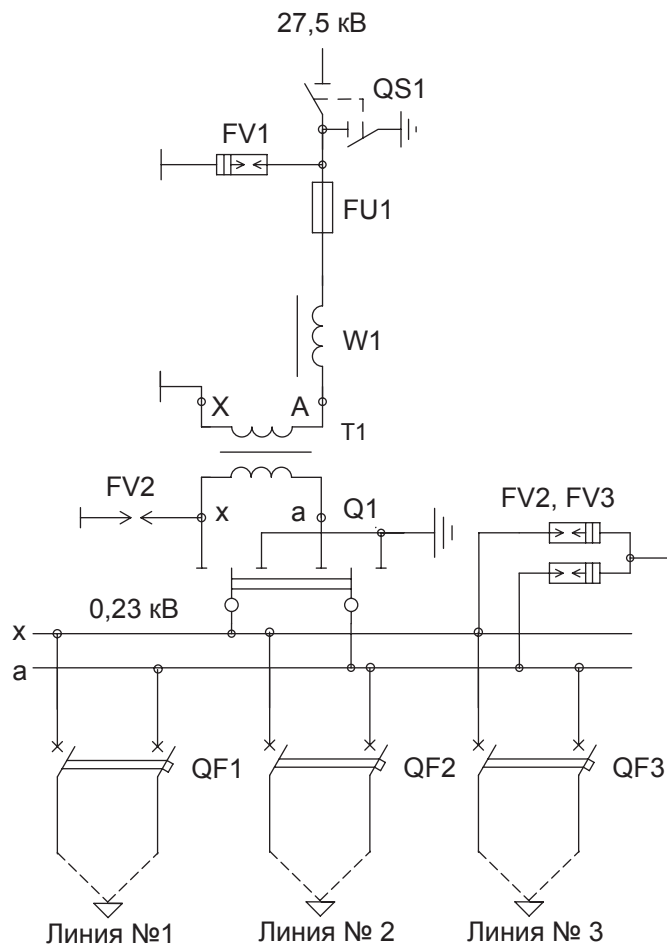 27,5 кВ
QS1
FV1
FU1
W1
X A
T1
FV2
x a Q1
FV2, FV3
0,23 кВ
x
a
QF1 QF2 QF3
Линия №1 Линия № 2 Линия № 3